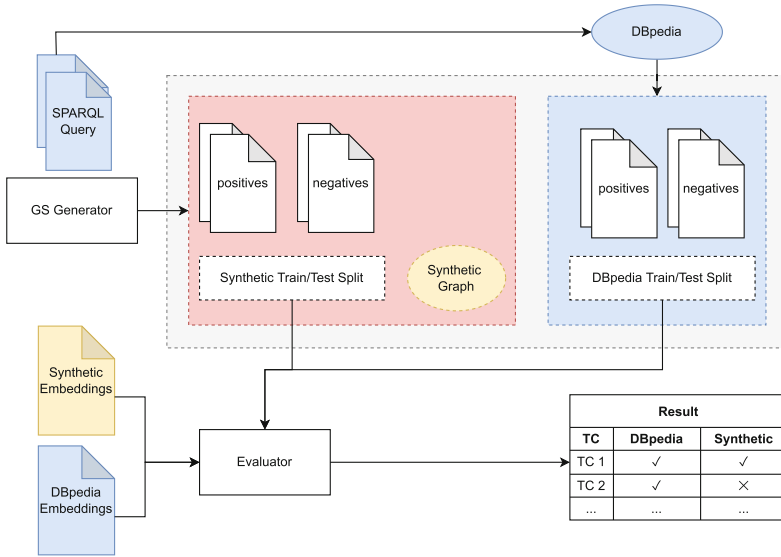 DBpedia
SPARQL
Query
GS Generator
positives
negatives
positives
negatives
Synthetic Train/Test Split
Synthetic
Graph
DBpedia Train/Test Split
Synthetic
Embeddings
DBpedia
Embeddings
Evaluator
Result
TC DBpedia Synthetic
TC 1 ✓ ✓
TC 2 ✓ ✕
... ... ...